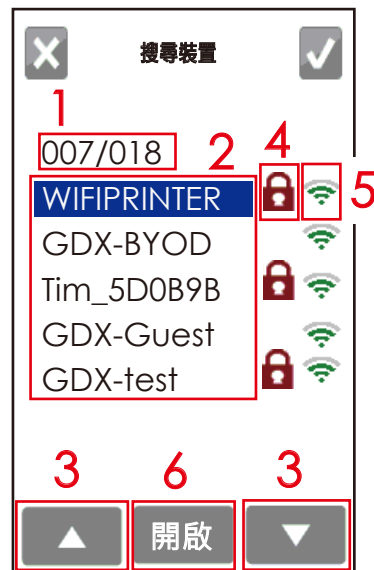 搜尋裝置
1
007/018
2
4
WIFIPRINTER
5
GDX-BYOD
Tim_5D0B9B
GDX-Guest
GDX-test
3
6
3
開啟